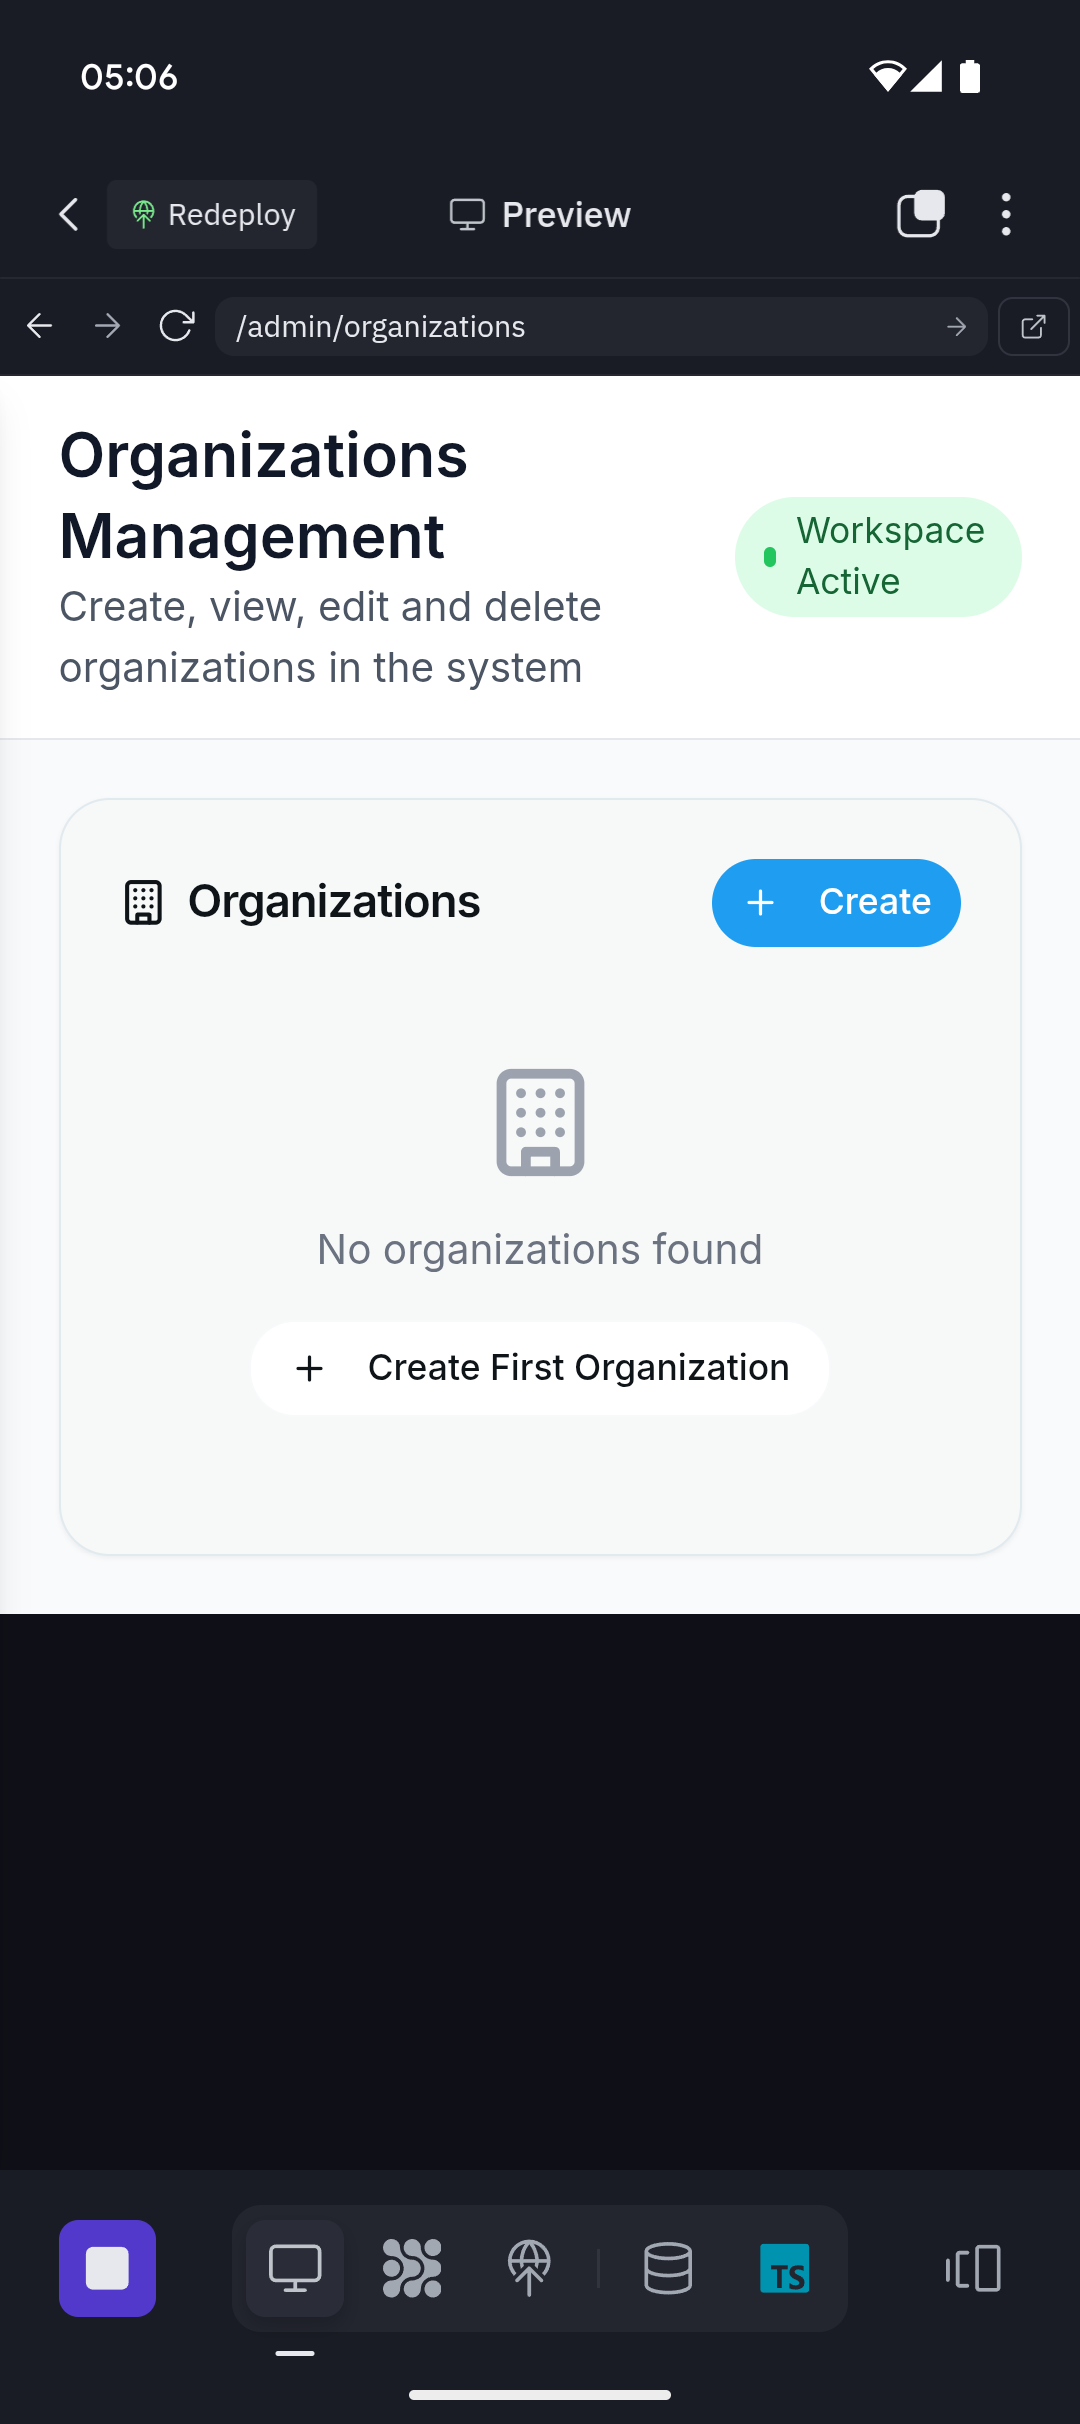 05:06
Redeploy
Preview
/admin/organizations
Organizations
Management
Create, view, edit and delete
organizations in the system
Workspace
Active
Organizations
Create
No organizations found
Create First Organization
TS